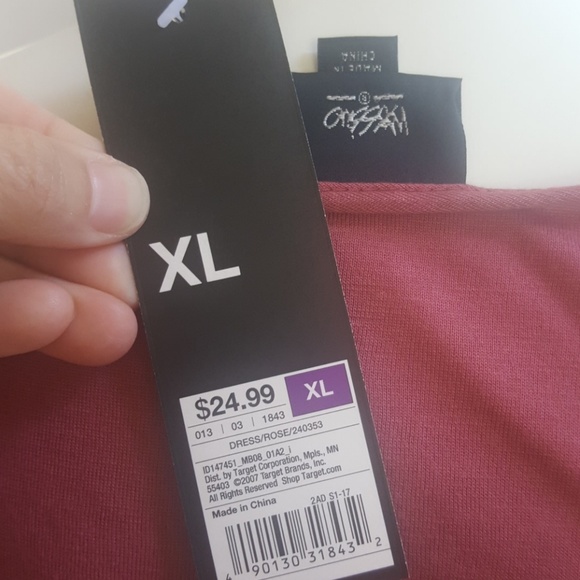 MADE IN
CHINA
®
MOSSIMO
XL
$24.99
XL
013 | 03 | 1843
DRESS/ROSE/240353
ID147451_MB08_01A2_i
Dist. by Target Corporation, Mpls., MN
55403 ©2007 Target Brands, Inc.
All Rights Reserved Shop Target.com
Made in China
2AD S1-17
4 90130 31843 2